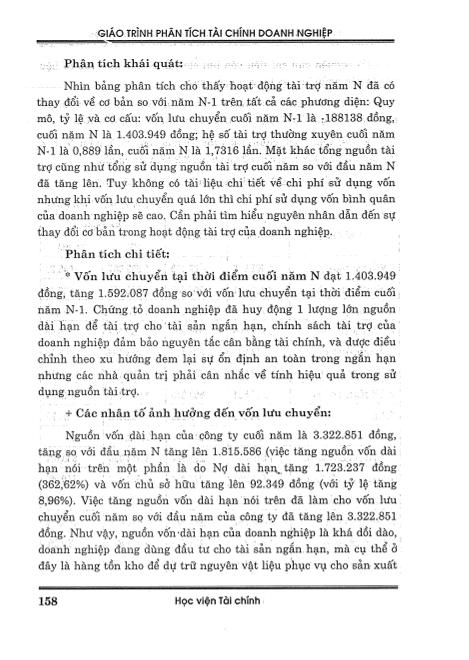 GIÁO TRÌNH PHÂN TÍCH TÀI CHÍNH DOANH NGHIỆP
Phân tích khái quát:
Nhìn bảng phân tích cho thấy hoạt động tài trợ năm N đã có
thay đổi về cơ bản so với năm N-1 trên tất cả các phương diện: Quy
mô, tỷ lệ và cơ cấu: vốn lưu chuyển cuối năm N-1 là -188138 đồng,
cuối năm N là 1.403.949 đồng; hệ số tài trợ thường xuyên cuối năm
N-1 là 0,889 lần, cuối năm N là 1,7316 lần. Mặt khác tổng nguồn tài
trợ cũng như tổng sử dụng nguồn tài trợ cuối năm so với đầu năm N
đã tăng lên. Tuy không có tài liệu chi tiết về chi phí sử dụng vốn
nhưng khi vốn lưu chuyển quá lớn thì chi phí sử dụng vốn bình quân
của doanh nghiệp sẽ cao. Cần phải tìm hiểu nguyên nhân dẫn đến sự
thay đổi cơ bản trong hoạt động tài trợ của doanh nghiệp.
Phân tích chi tiết:
* Vốn lưu chuyển tại thời điểm cuối năm N đạt 1.403.949
đồng, tăng 1.592.087 đồng so với vốn lưu chuyển tại thời điểm cuối
năm N-1. Chứng tỏ doanh nghiệp đã huy động 1 lượng lớn nguồn
dài hạn để tài trợ cho tài sản ngắn hạn, chính sách tài trợ của
doanh nghiệp đảm bảo nguyên tắc cân bằng tài chính, và được điều
chỉnh theo xu hướng đem lại sự ổn định an toàn trong ngắn hạn
nhưng các nhà quản trị phải cân nhắc về tính hiệu quả trong sử
dụng nguồn tài trợ.
+ Các nhân tố ảnh hưởng đến vốn lưu chuyển:
Nguồn vốn dài hạn của công ty cuối năm là 3.322.851 đồng,
tăng so với đầu năm N tăng lên 1.815.586 (việc tăng nguồn vốn dài
hạn nói trên một phần là do Nợ dài hạn tăng 1.723.237 đồng
(362,62%) và vốn chủ sở hữu tăng lên 92.349 đồng (với tỷ lệ tăng
8,96%). Việc tăng nguồn vốn dài hạn nói trên đã làm cho vốn lưu
chuyển cuối năm so với đầu năm của công ty đã tăng lên 3.322.851
đồng. Như vậy, nguồn vốn dài hạn của doanh nghiệp là khá dồi dào,
doanh nghiệp đang dùng đầu tư cho tài sản ngắn hạn, mà cụ thể ở
đây là hàng tồn kho để dự trữ nguyên vật liệu phục vụ cho sản xuất
158
Học viện Tài chính